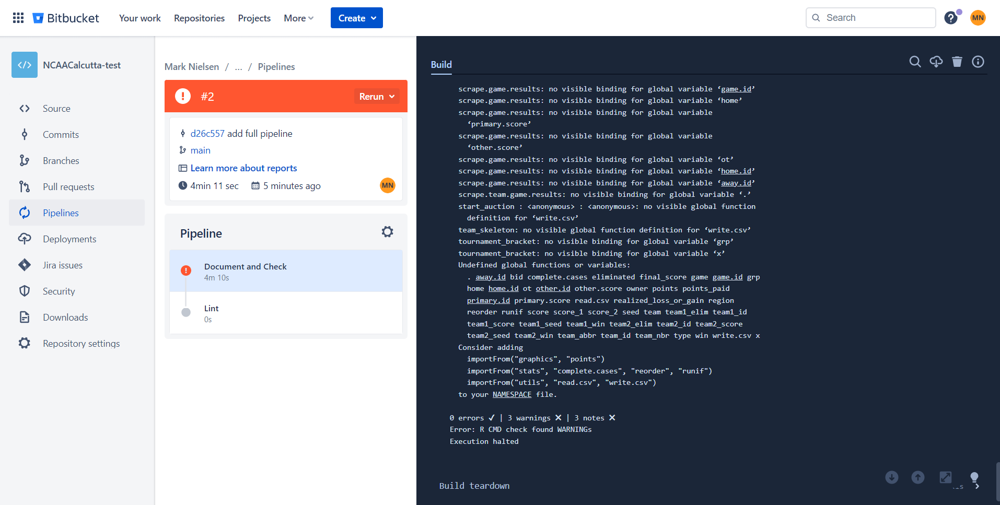 Bitbucket
Your work
Repositories
Projects
More
Create
Search
?
MN
</>
NCAACalcutta-test
Source
Commits
Branches
Pull requests
Pipelines
Deployments
Jira issues
Security
Downloads
Repository settings
Mark Nielsen / ... / Pipelines
#2
Rerun
d26c557 add full pipeline
main
Learn more about reports
4min 11 sec
5 minutes ago
MN
Pipeline
Document and Check
4m 10s
Lint
0s
Build
scrape.game.results: no visible binding for global variable ‘game.id’
scrape.game.results: no visible binding for global variable ‘home’
scrape.game.results: no visible binding for global variable
‘primary.score’
scrape.game.results: no visible binding for global variable
‘other.score’
scrape.game.results: no visible binding for global variable ‘ot’
scrape.game.results: no visible binding for global variable ‘home.id’
scrape.game.results: no visible binding for global variable ‘away.id’
scrape.team.game.results: no visible binding for global variable ‘.’
start_auction : <anonymous> : <anonymous>: no visible global function
definition for ‘write.csv’
team_skeleton: no visible global function definition for ‘write.csv’
tournament_bracket: no visible binding for global variable ‘grp’
tournament_bracket: no visible binding for global variable ‘x’
Undefined global functions or variables:
. away.id bid complete.cases eliminated final_score game game.id grp
home home.id ot other.id other.score owner points points_paid
primary.id primary.score read.csv realized_loss_or_gain region
reorder runif score score_1 score_2 seed team team1_elim team1_id
team1_score team1_seed team1_win team2_elim team2_id team2_score
team2_seed team2_win team_abbr team_id team_nbr type win write.csv x
Consider adding
importFrom("graphics", "points")
importFrom("stats", "complete.cases", "reorder", "runif")
importFrom("utils", "read.csv", "write.csv")
to your NAMESPACE file.
0 errors ✔ | 3 warnings ✖ | 3 notes ✖
Error: R CMD check found WARNINGs
Execution halted
Build teardown